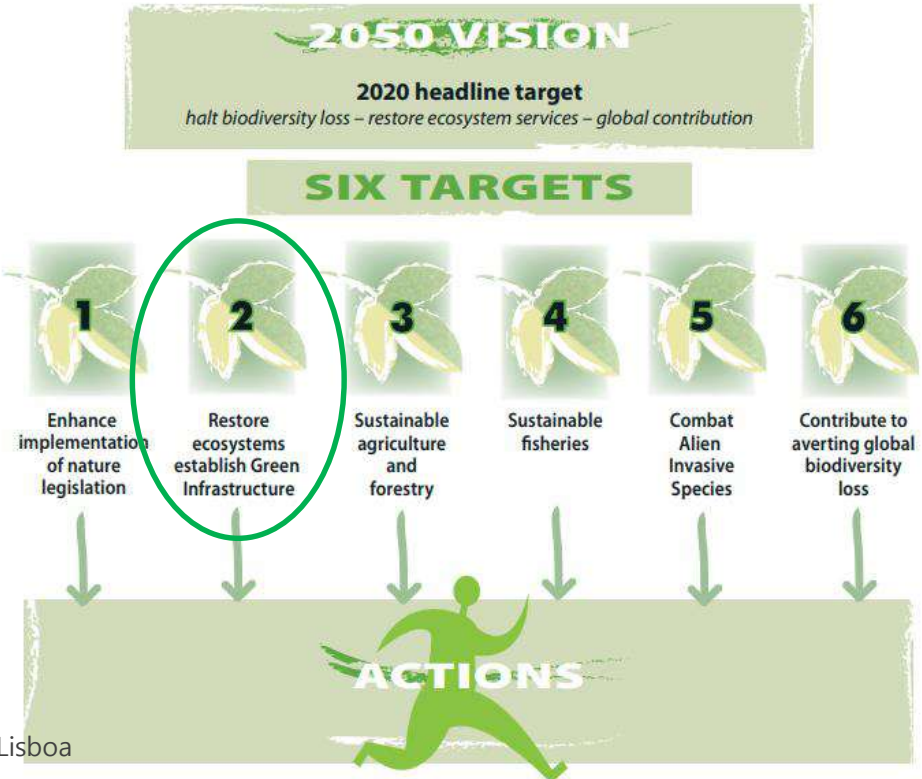 2050 VISION
2020 headline target
halt biodiversity loss – restore ecosystem services – global contribution
SIX TARGETS
1
Enhance
implementation
of nature
legislation
2
Restore
ecosystems
establish Green
Infrastructure
3
Sustainable
agriculture
and
forestry
4
Sustainable
fisheries
5
Combat
Alien
Invasive
Species
6
Contribute to
averting global
biodiversity
loss
ACTIONS
Lisboa